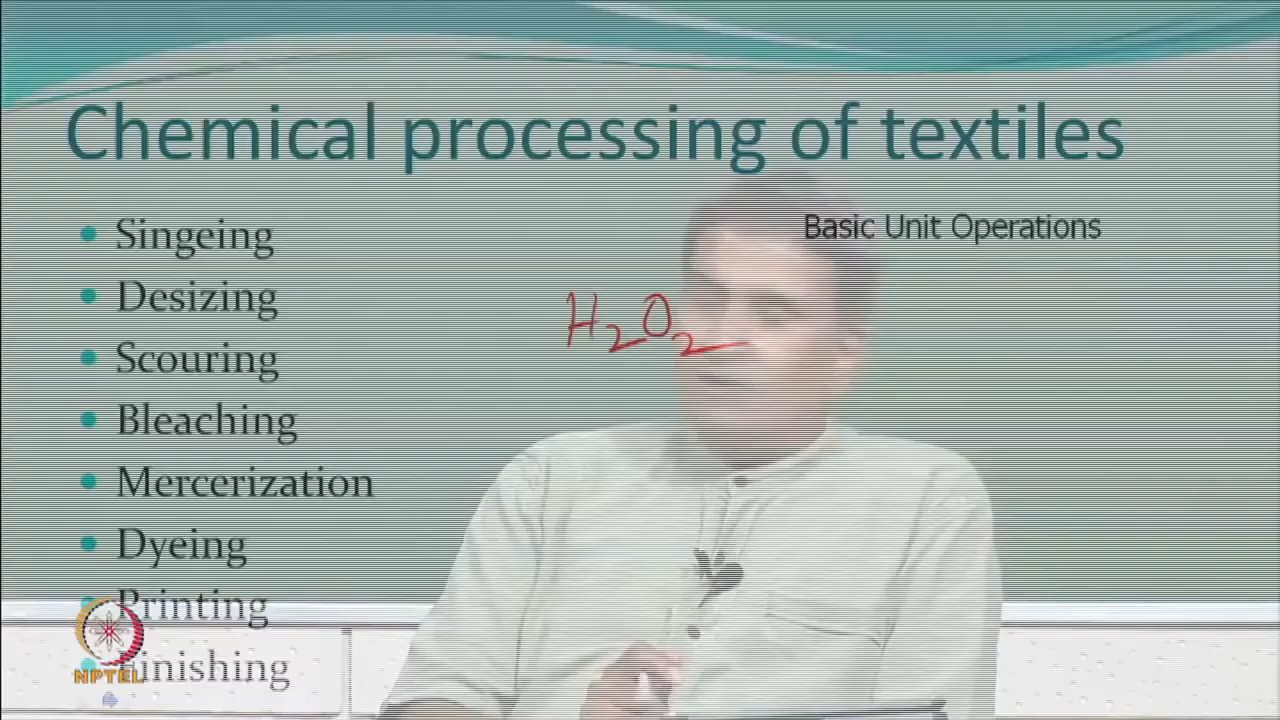 Chemical processing of textiles
Basic Unit Operations
• Singeing
• Desizing
• Scouring
• Bleaching
• Mercerization
• Dyeing
• Printing
• Finishing
H2O2
NPTEL